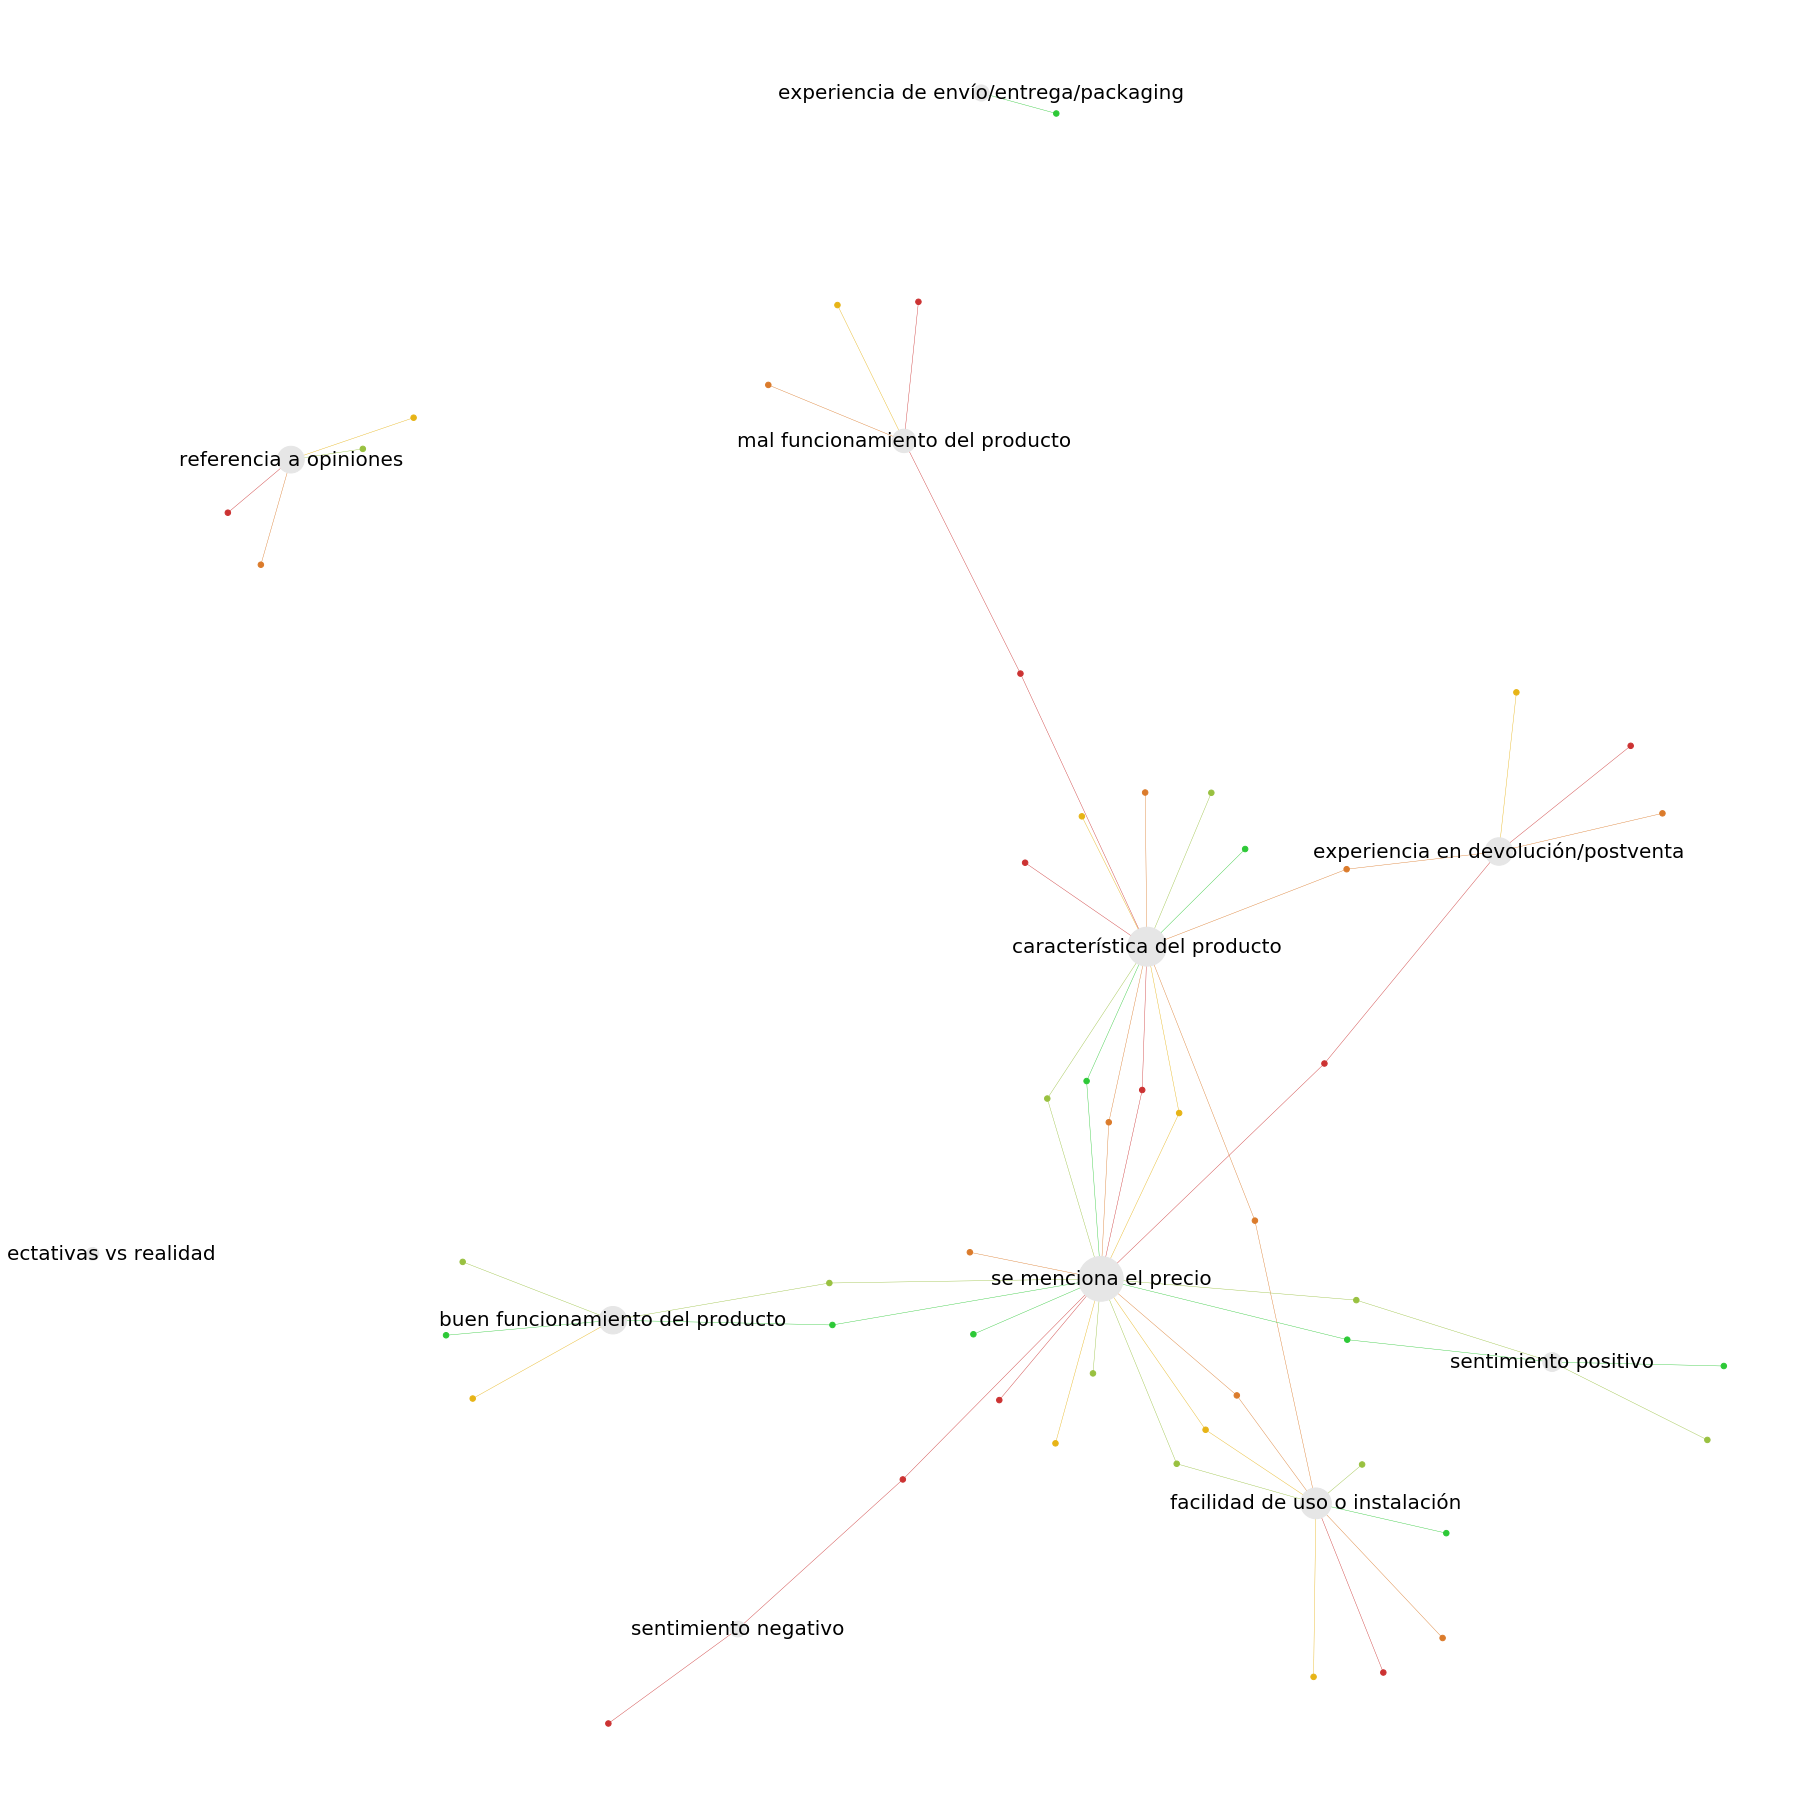 experiencia de envío/entrega/packaging
mal funcionamiento del producto
referencia a opiniones
experiencia en devolución/postventa
característica del producto
ectativas vs realidad
se menciona el precio
buen funcionamiento del producto
sentimiento positivo
facilidad de uso o instalación
sentimiento negativo